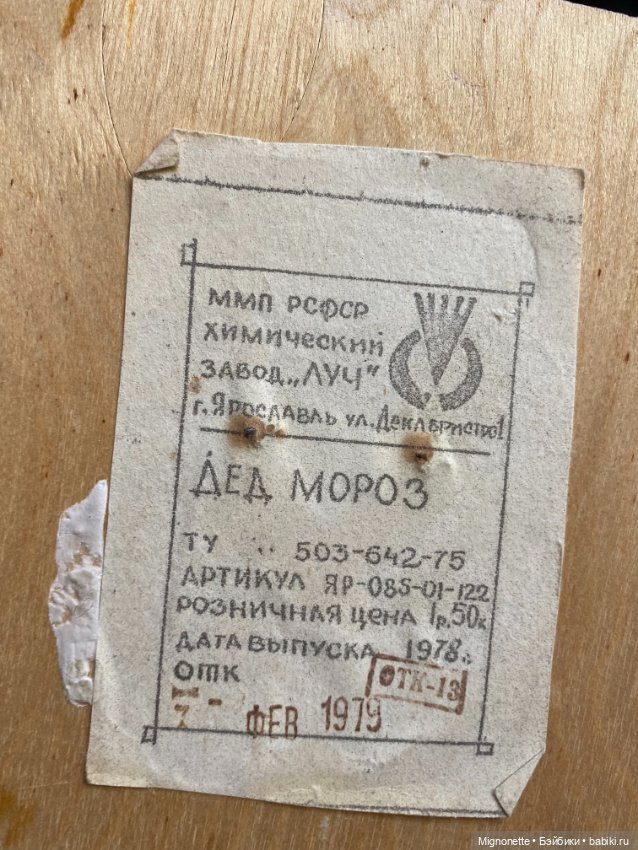 ММП РСФСР
ХИМИЧЕСКИЙ
ЗАВОД „ЛУЧ"
г. ЯРОСЛАВЛЬ УЛ. ДЕКАБРИСТОВ 1
ДЕД МОРОЗ
ТУ 503-642-75
АРТИКУЛ ЯР-085-01-122
РОЗНИЧНАЯ ЦЕНА 1р.50к
ДАТА ВЫПУСКА 1978г.
ОТК
ОТК-13
ФЕВ 1979
Mignonette • Бэйбики • babiki.ru